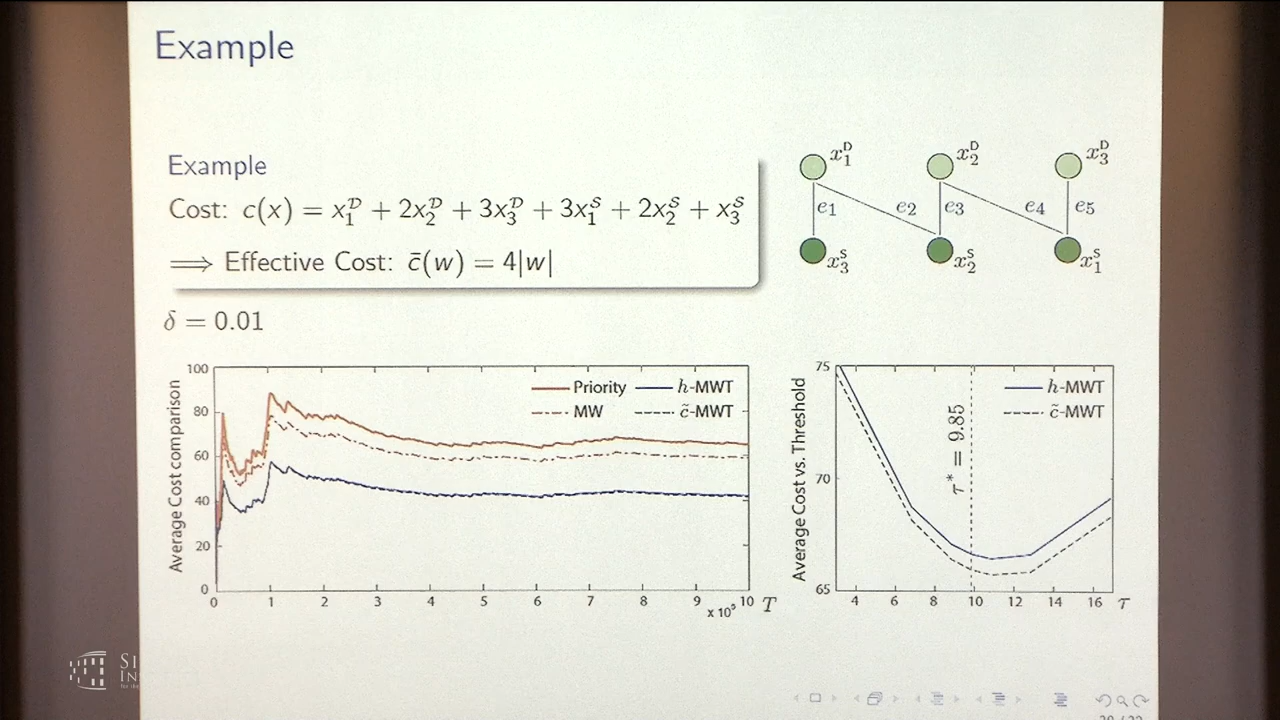 Example
Example
Cost: c(x) = x₁ᴰ + 2x₂ᴰ + 3x₃ᴰ + 3x₁ˢ + 2x₂ˢ + x₃ˢ
⟹ Effective Cost: c̄(w) = 4|w|
x₁ᴰ x₂ᴰ x₃ᴰ
e₁ e₂ e₃ e₄ e₅
x₃ˢ x₂ˢ x₁ˢ
δ = 0.01
Average Cost comparison
100
80
60
40
20
0
Priority h-MWT
MW c̃-MWT
0 1 2 3 4 5 6 7 8 9 10 T
x 10⁵
Average Cost vs. Threshold
75
70
65
h-MWT
c̃-MWT
τ* = 9.85
4 6 8 10 12 14 16 τ